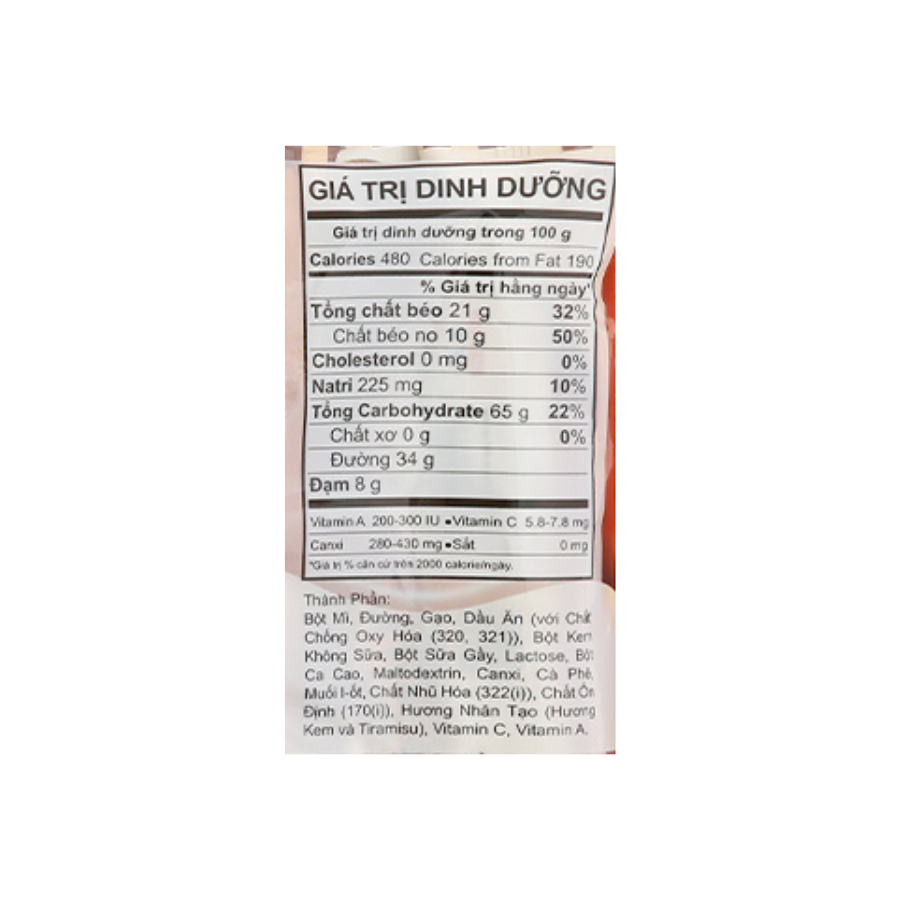 GIÁ TRỊ DINH DƯỠNG
Giá trị dinh dưỡng trong 100 g
Calories 480 Calories from Fat 190
% Giá trị hằng ngày*
Tổng chất béo 21 g 32%
Chất béo no 10 g 50%
Cholesterol 0 mg 0%
Natri 225 mg 10%
Tổng Carbohydrate 65 g 22%
Chất xơ 0 g 0%
Đường 34 g
Đạm 8 g
Vitamin A 200-300 IU •Vitamin C 5.8-7.8 mg
Canxi 280-430 mg •Sắt 0 mg
*Giá trị % căn cứ trên 2000 calorie/ngày.
Thành Phần:
Bột Mì, Đường, Gạo, Dầu Ăn (với Chất
Chống Oxy Hóa (320, 321)), Bột Kem
Không Sữa, Bột Sữa Gầy, Lactose, Bột
Ca Cao, Maltodextrin, Canxi, Cà Phê,
Muối I-ốt, Chất Nhũ Hóa (322(i)), Chất Ổn
Định (170(i)), Hương Nhân Tạo (Hương
Kem và Tiramisu), Vitamin C, Vitamin A.